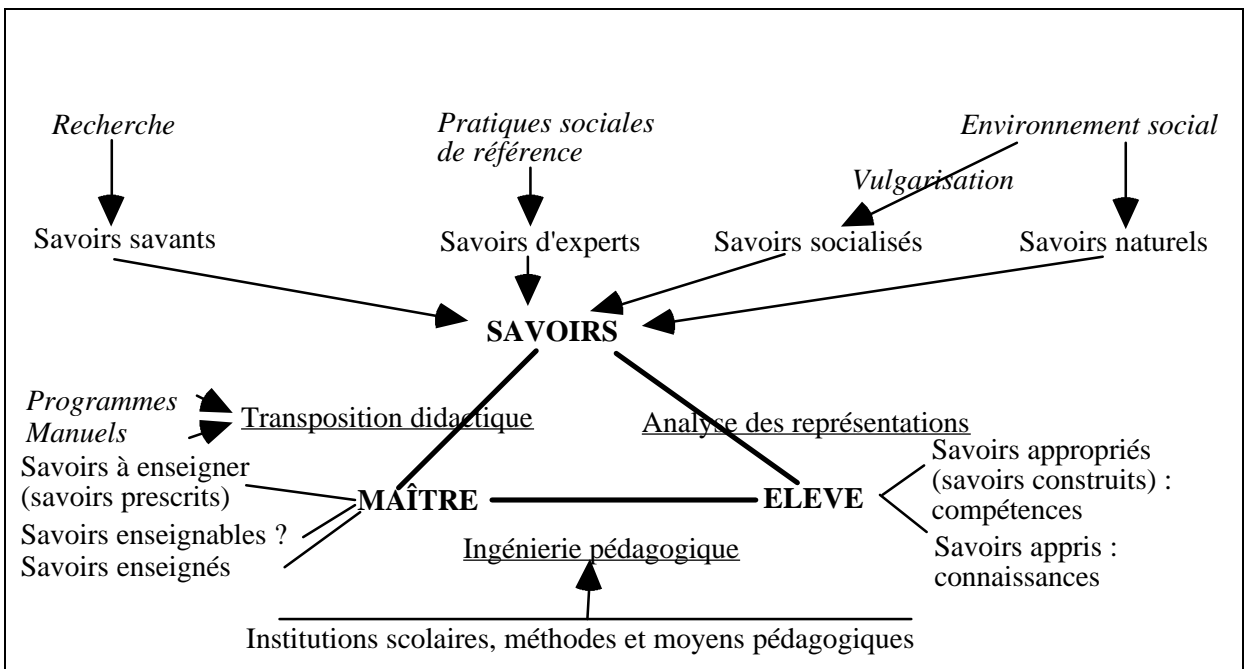 Recherche
Pratiques sociales
de référence
Environnement social
Vulgarisation
Savoirs savants
Savoirs d'experts
Savoirs socialisés
Savoirs naturels
SAVOIRS
Programmes
Manuels
Transposition didactique
Analyse des représentations
Savoirs à enseigner
(savoirs prescrits)
Savoirs enseignables ?
Savoirs enseignés
MAÎTRE
ELEVE
Savoirs appropriés
(savoirs construits) :
compétences
Savoirs appris :
connaissances
Ingénierie pédagogique
Institutions scolaires, méthodes et moyens pédagogiques